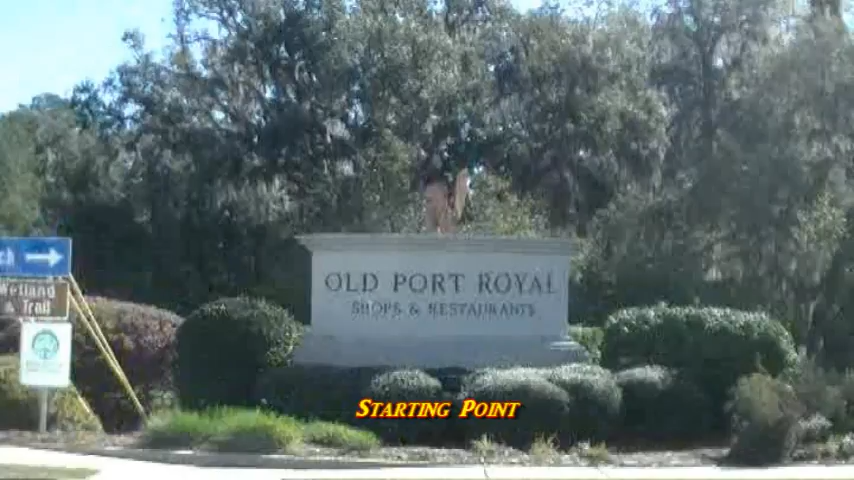 OLD PORT ROYAL
SHOPS & RESTAURANTS
Wetland
& Trail
STARTING POINT